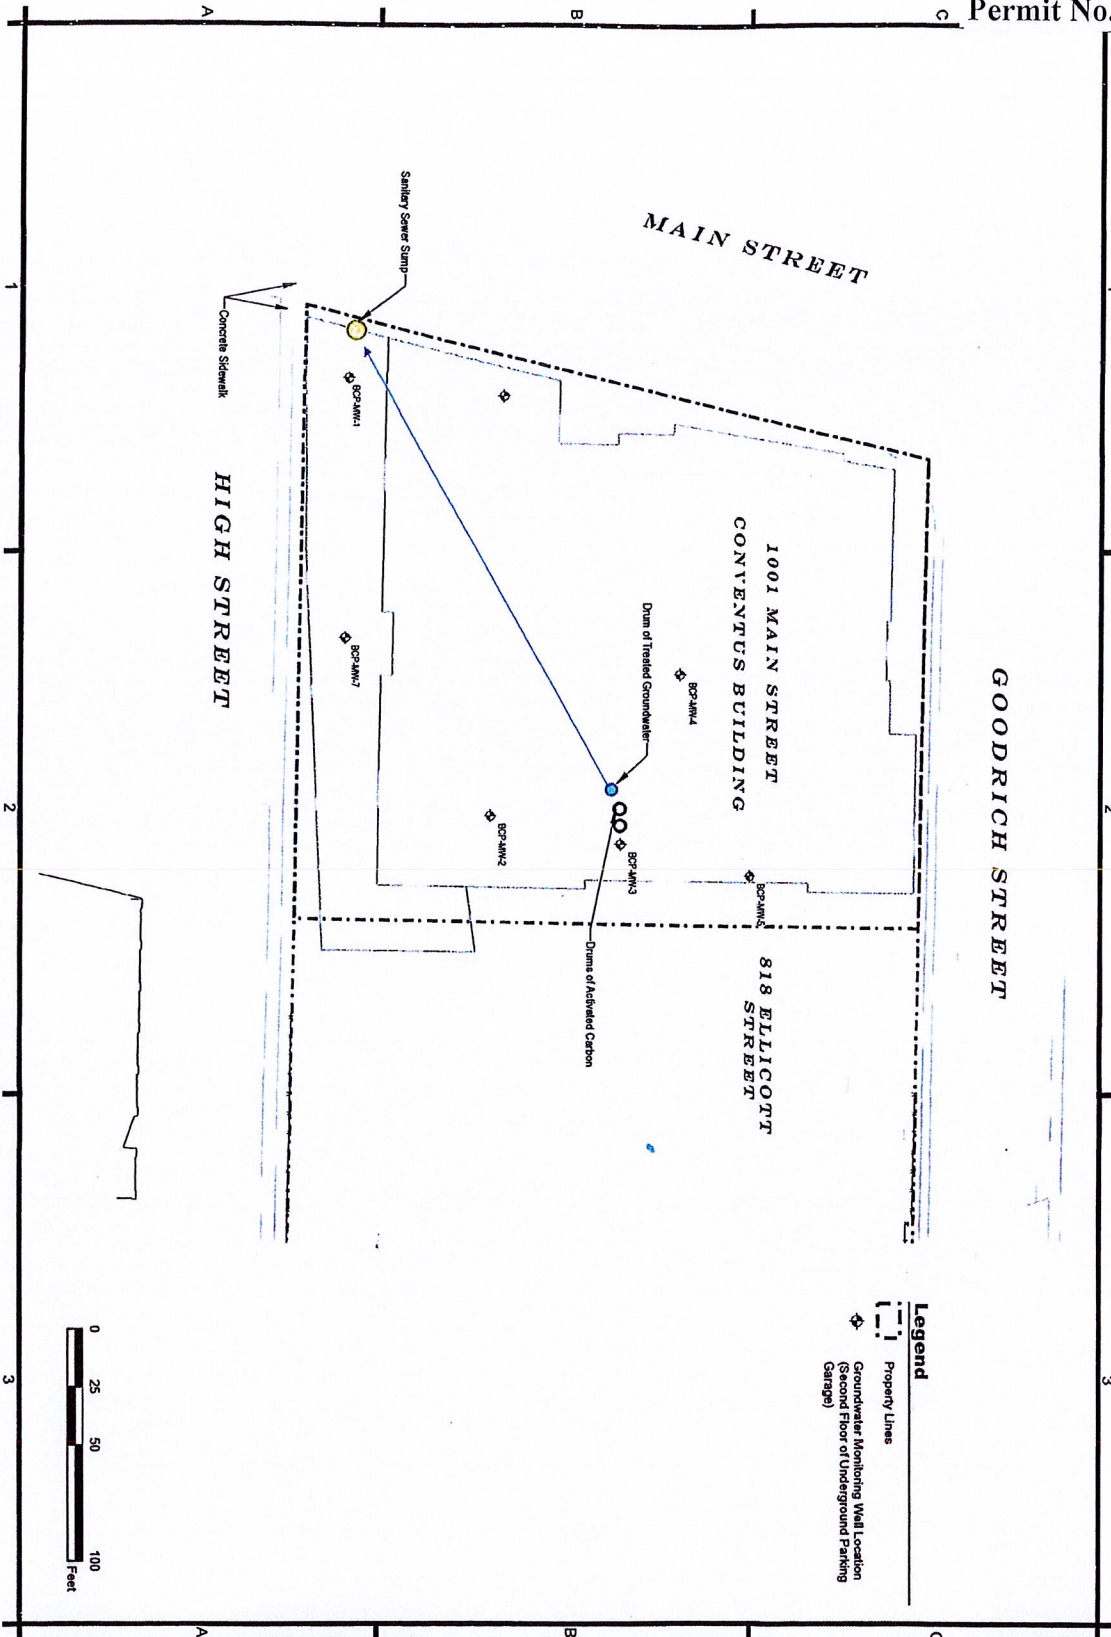 Permit No.
A
B
C
1
2
3
MAIN STREET
Sanitary Sewer Sump
Concrete Sidewalk
BCP-MW-1
HIGH STREET
BCP-MW-7
1001 MAIN STREET
CONVENTUS BUILDING
Drum of Treated Groundwater
BCP-MW-4
BCP-MW-2
BCP-MW-3
BCP-MW-5
Drums of Activated Carbon
GOODRICH STREET
818 ELLICOTT
STREET
Legend
Property Lines
Groundwater Monitoring Well Location
(Second Floor of Underground Parking
Garage)
0
25
50
100
Feet
2
3
A
B
C